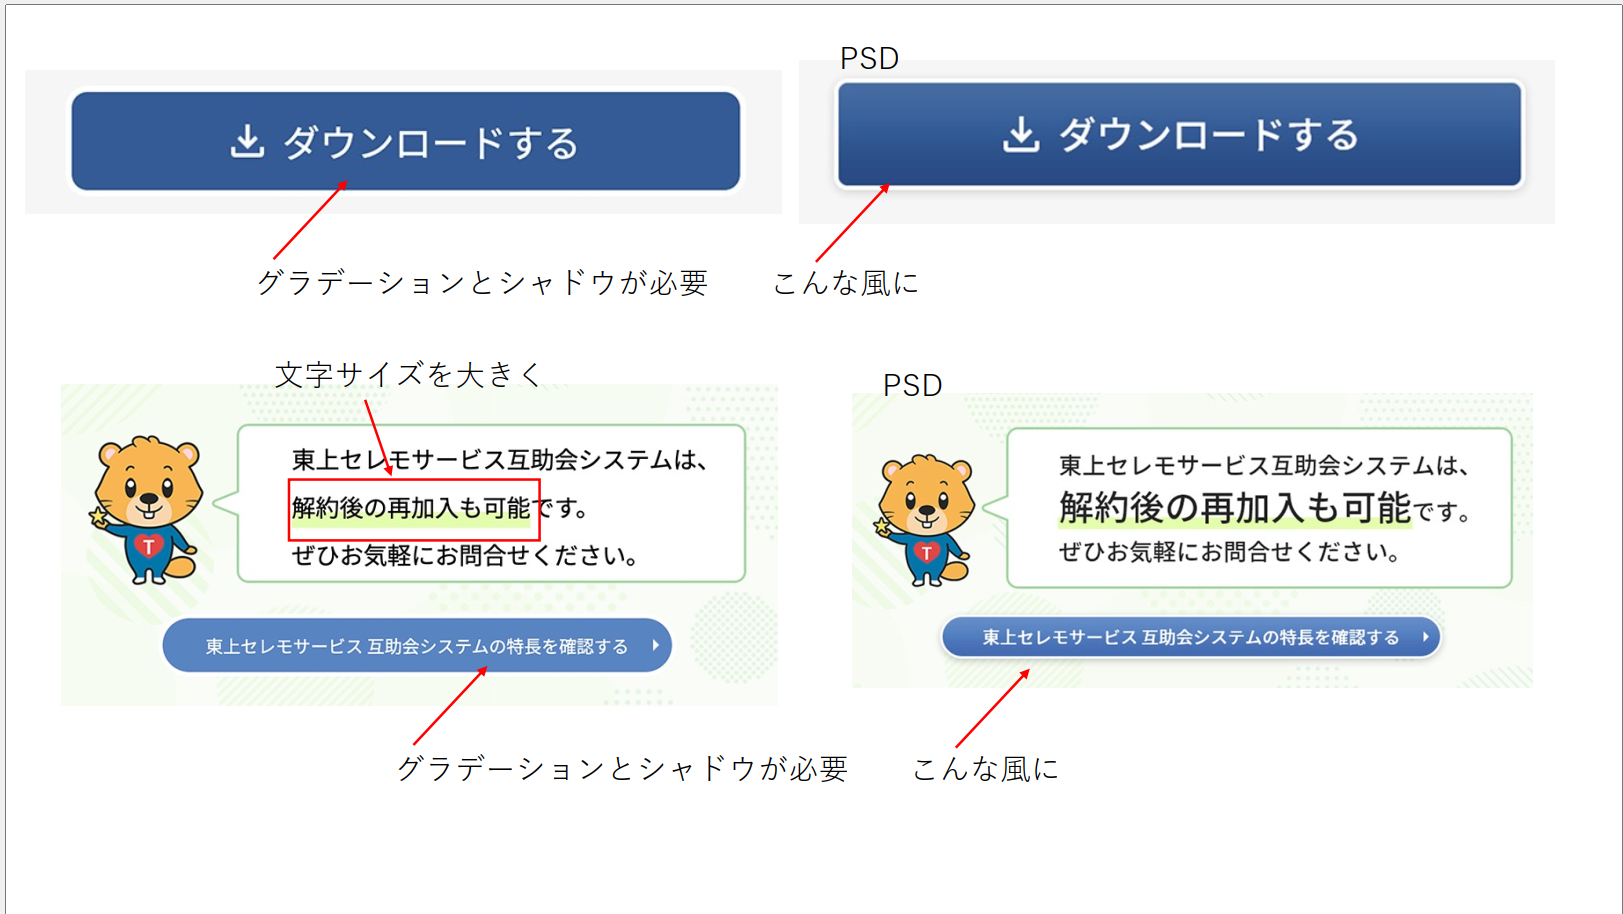 PSD
ダウンロードする
ダウンロードする
グラデーションとシャドウが必要
こんな風に
文字サイズを大きく
PSD
東上セレモサービス互助会システムは、
解約後の再加入も可能です。
ぜひお気軽にお問合せください。
T
東上セレモサービス 互助会システムの特長を確認する
東上セレモサービス互助会システムは、
解約後の再加入も可能です。
ぜひお気軽にお問合せください。
T
東上セレモサービス 互助会システムの特長を確認する
グラデーションとシャドウが必要
こんな風に